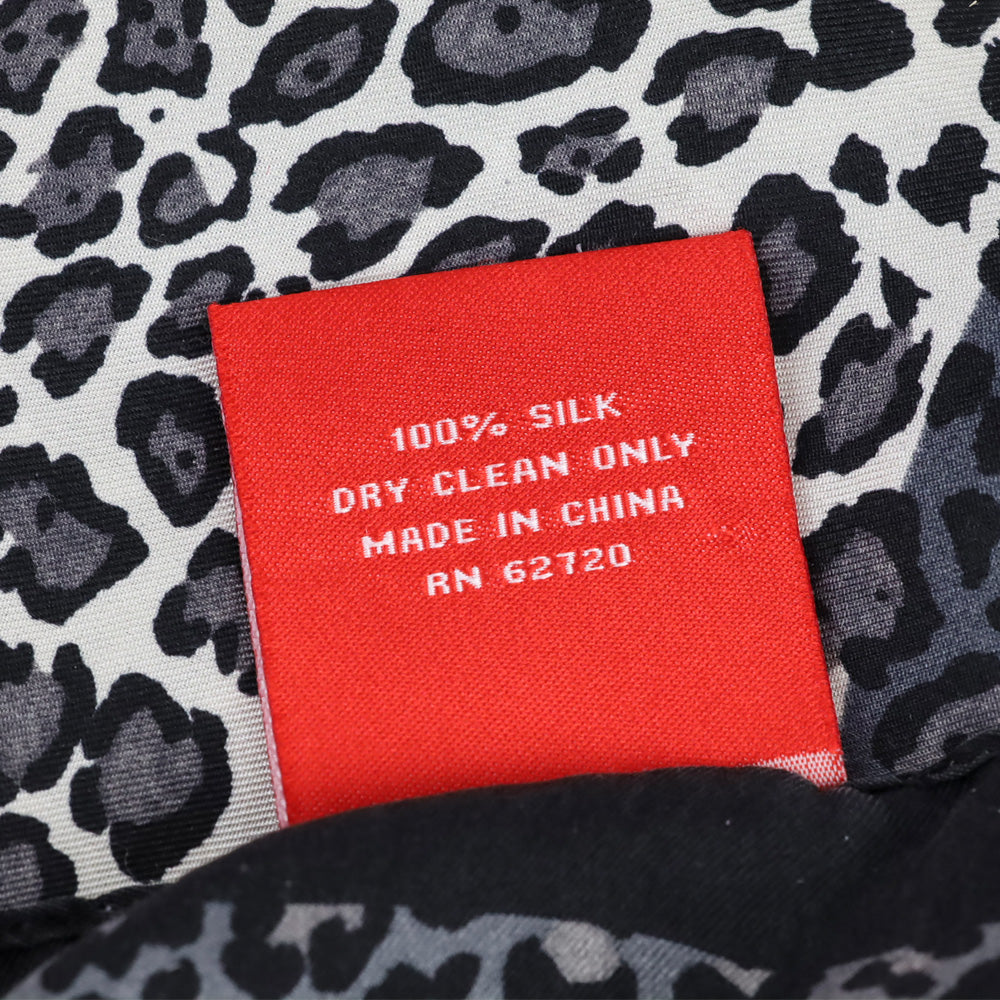 100% SILK
DRY CLEAN ONLY
MADE IN CHINA
RN 62720